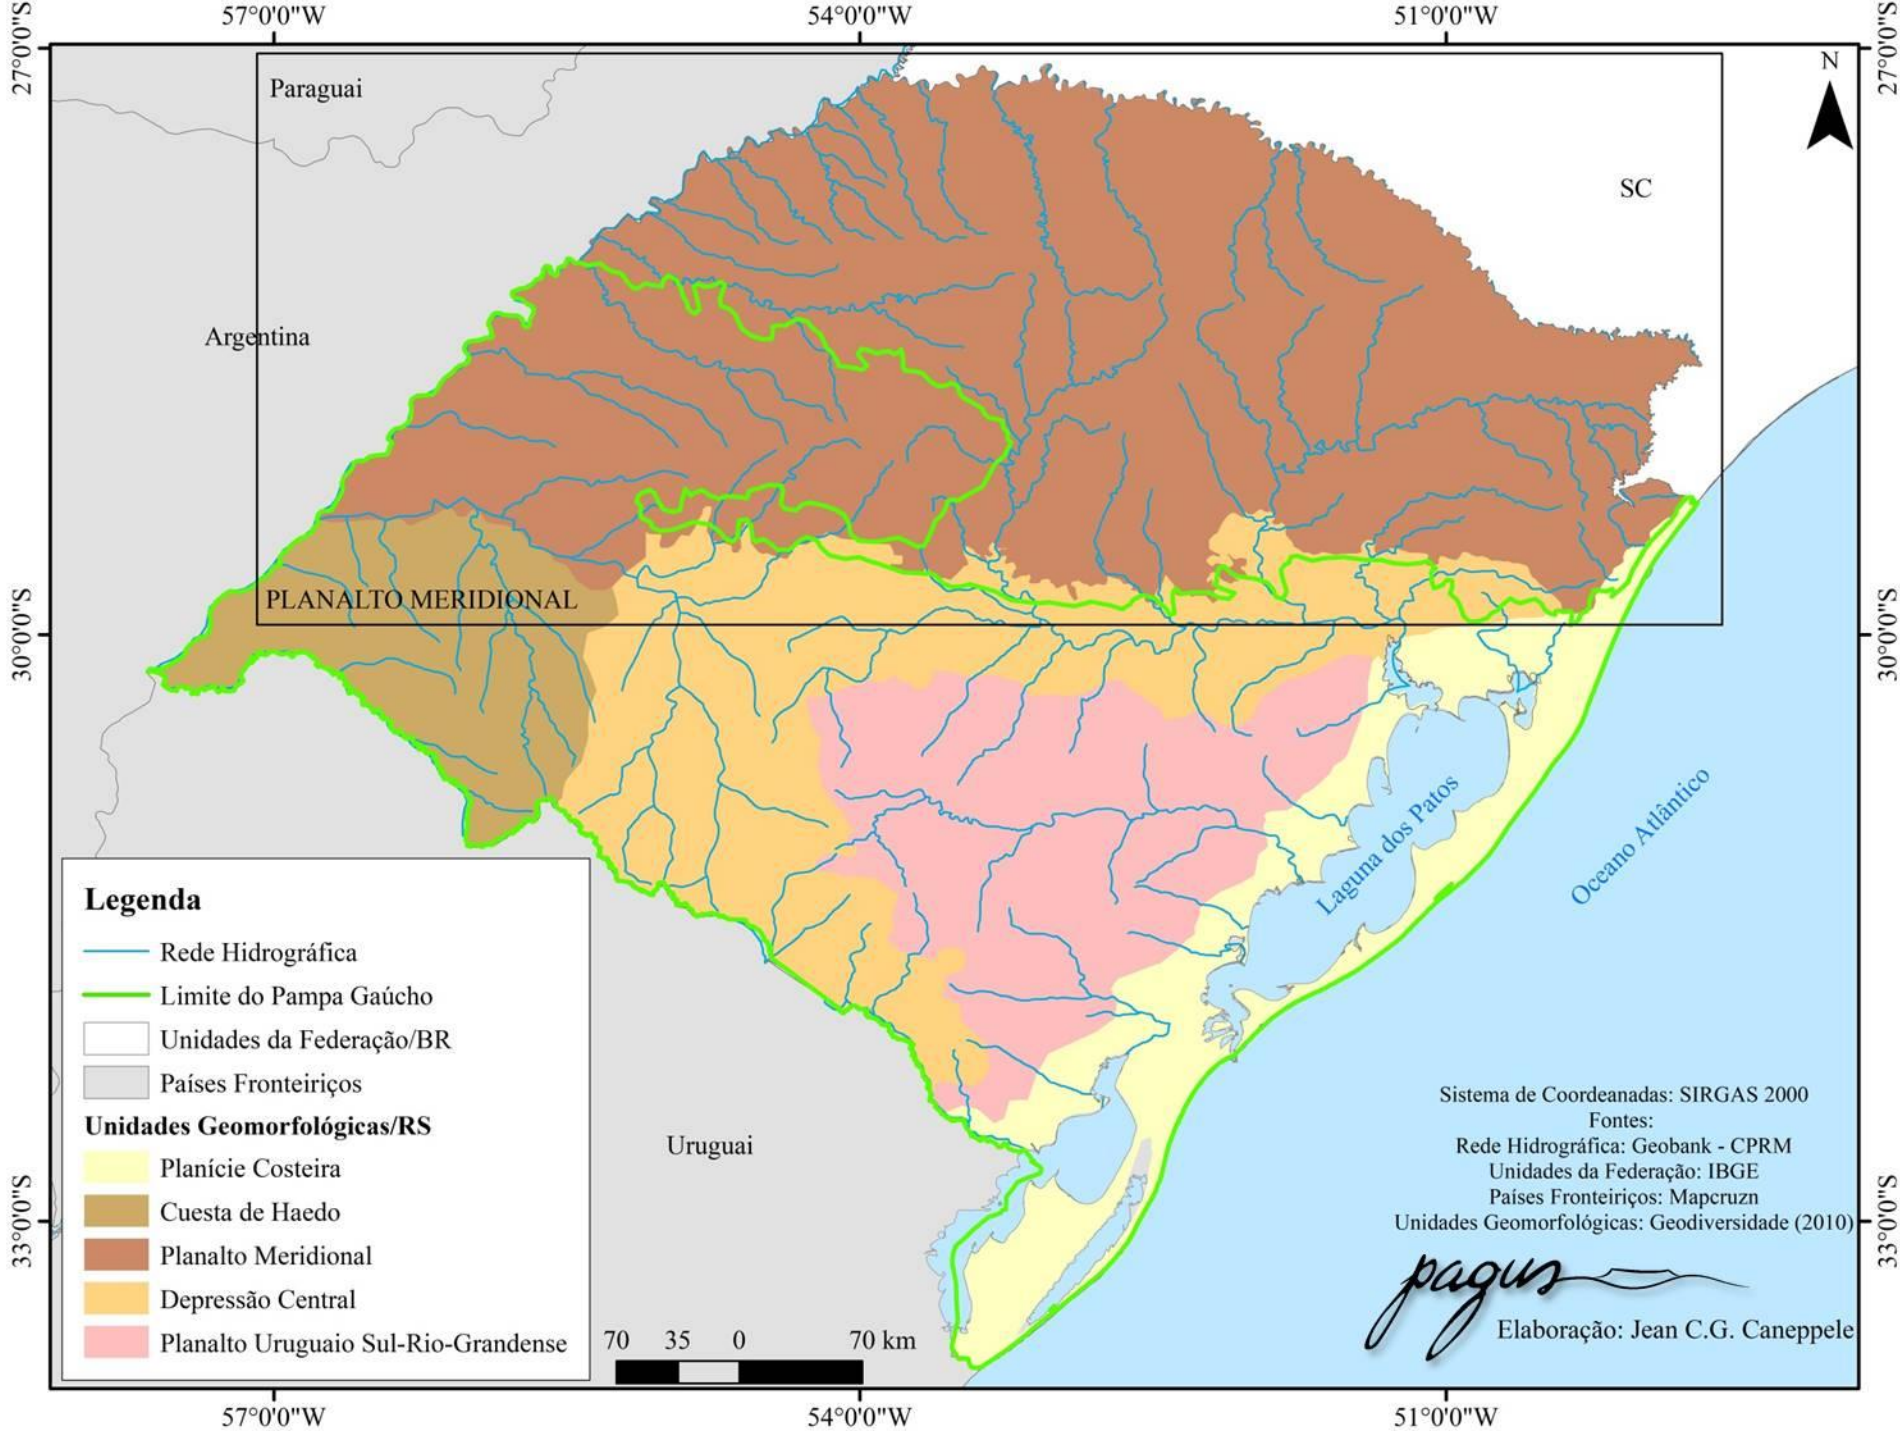 57°0'0"W 54°0'0"W 51°0'0"W
27°0'0"S 27°0'0"S
Paraguai
N
SC
Argentina
PLANALTO MERIDIONAL
30°0'0"S 30°0'0"S
Laguna dos Patos
Oceano Atlântico
Legenda
Rede Hidrográfica
Limite do Pampa Gaúcho
Unidades da Federação/BR
Países Fronteiriços
Unidades Geomorfológicas/RS
Planície Costeira
Cuesta de Haedo
Planalto Meridional
Depressão Central
Planalto Uruguaio Sul-Rio-Grandense
Uruguai
70 35 0 70 km
Sistema de Coordeanadas: SIRGAS 2000
Fontes:
Rede Hidrográfica: Geobank - CPRM
Unidades da Federação: IBGE
Países Fronteiriços: Mapcruzn
Unidades Geomorfológicas: Geodiversidade (2010)
33°0'0"S 33°0'0"S
pagus
Elaboração: Jean C.G. Caneppele
57°0'0"W 54°0'0"W 51°0'0"W